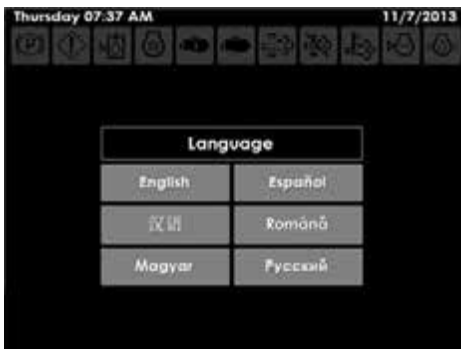 Thursday 07:37 AM 11/7/2013
Language
English Español
汉语 Română
Magyar Русский